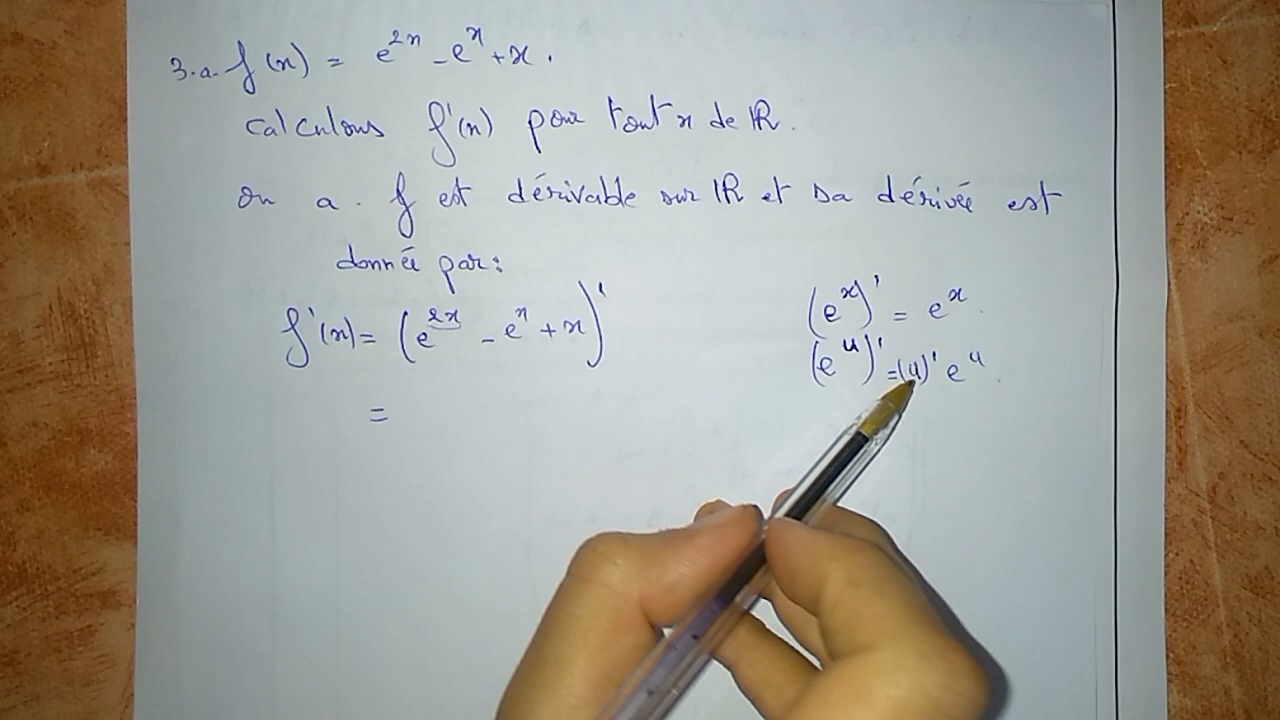 3.a. f(x) = e^{2x} - e^x + x.
calculons f'(x) pour tout x de ℝ.
on a . f est dérivable sur ℝ et sa dérivée est
donnée par:
f'(x) = (e^{2x} - e^x + x)'
=
(e^x)' = e^x.
(e^u)' = (u)' e^u.